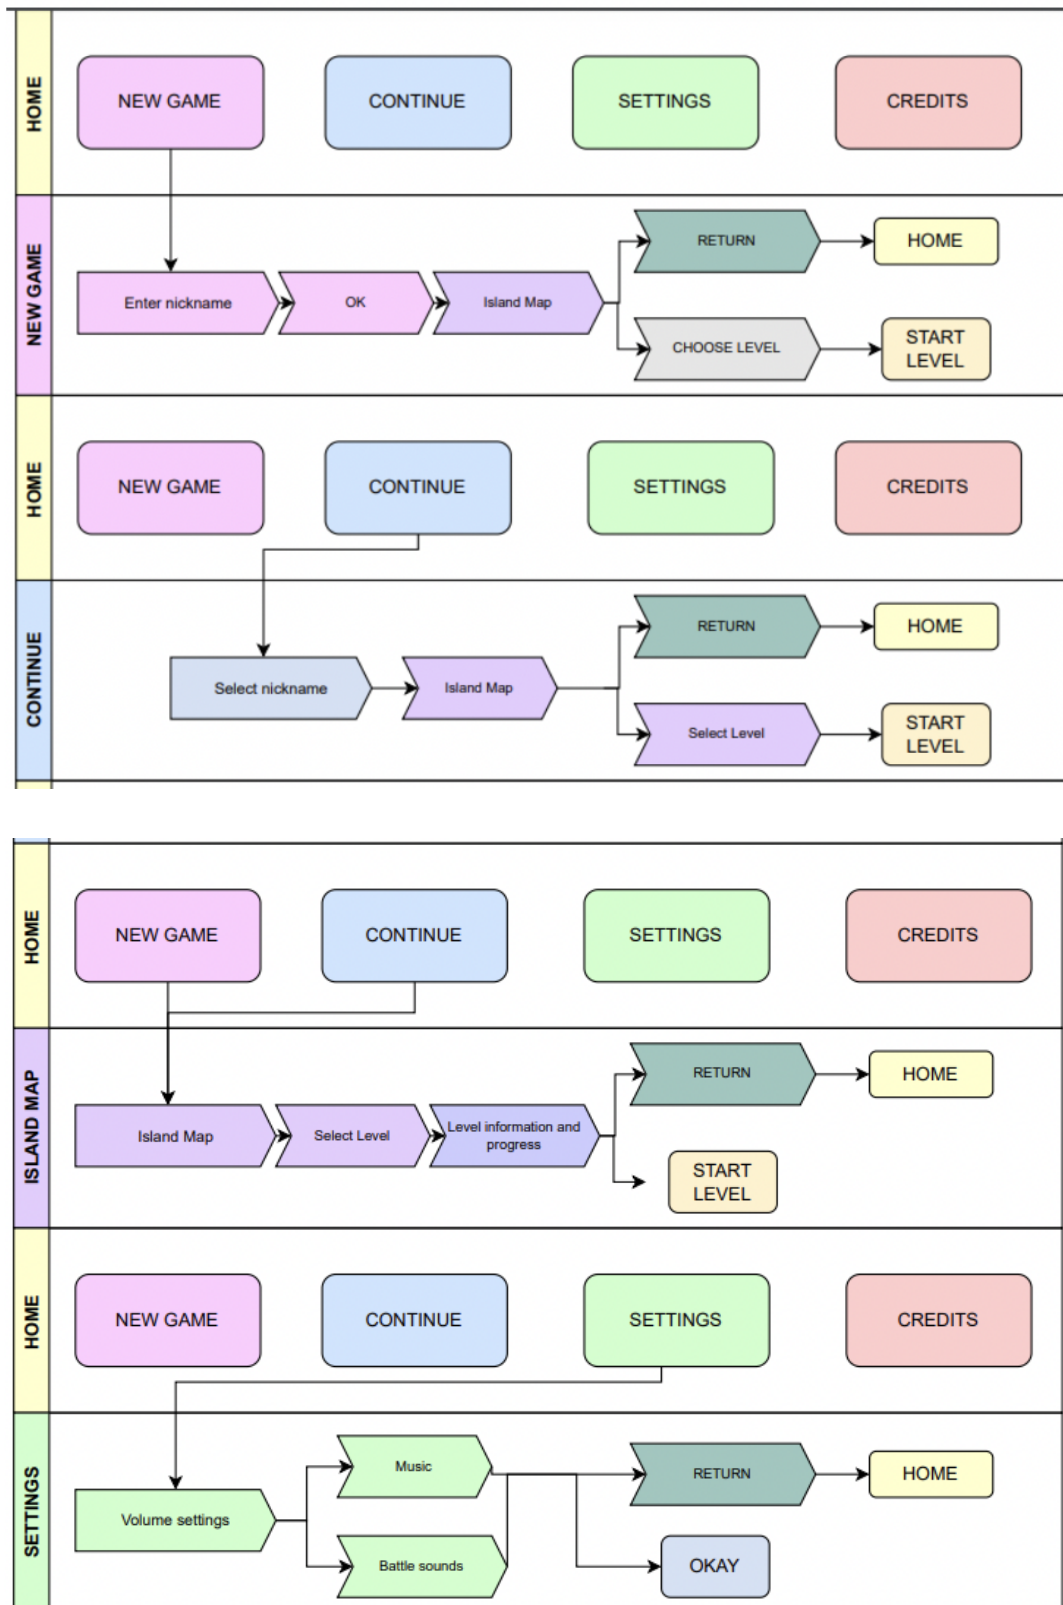 HOME
NEW GAME
CONTINUE
SETTINGS
CREDITS
NEW GAME
Enter nickname
OK
Island Map
RETURN
HOME
CHOOSE LEVEL
START
LEVEL
HOME
NEW GAME
CONTINUE
SETTINGS
CREDITS
CONTINUE
Select nickname
Island Map
RETURN
HOME
Select Level
START
LEVEL
HOME
NEW GAME
CONTINUE
SETTINGS
CREDITS
ISLAND MAP
Island Map
Select Level
Level information and
progress
RETURN
HOME
START
LEVEL
HOME
NEW GAME
CONTINUE
SETTINGS
CREDITS
SETTINGS
Volume settings
Music
Battle sounds
RETURN
HOME
OKAY